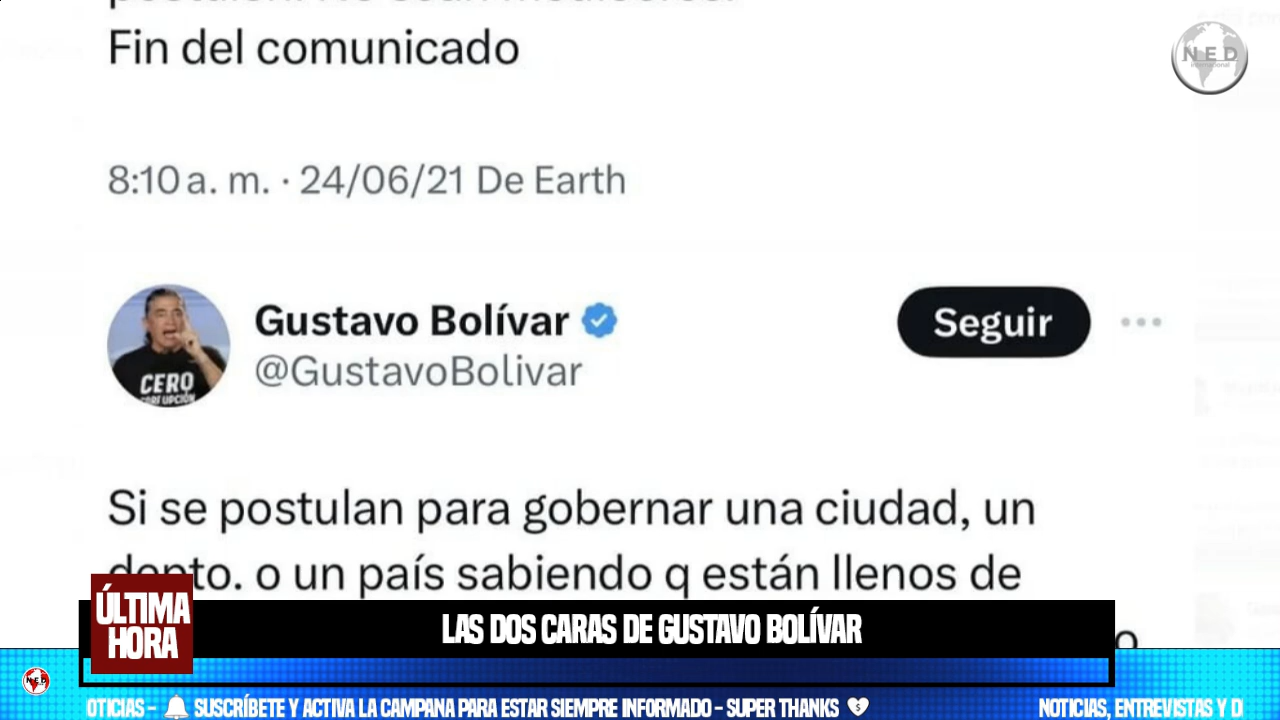 Fin del comunicado
NED
international
8:10 a. m. · 24/06/21 De Earth
Gustavo Bolívar
@GustavoBolivar
Seguir
CERO
CORRUPCIÓN
Si se postulan para gobernar una ciudad, un
depto. o un país sabiendo q están llenos de
ÚLTIMA
HORA
LAS DOS CARAS DE GUSTAVO BOLÍVAR
NED
OTICIAS - SUSCRÍBETE Y ACTIVA LA CAMPANA PARA ESTAR SIEMPRE INFORMADO - SUPER THANKS
NOTICIAS, ENTREVISTAS Y D